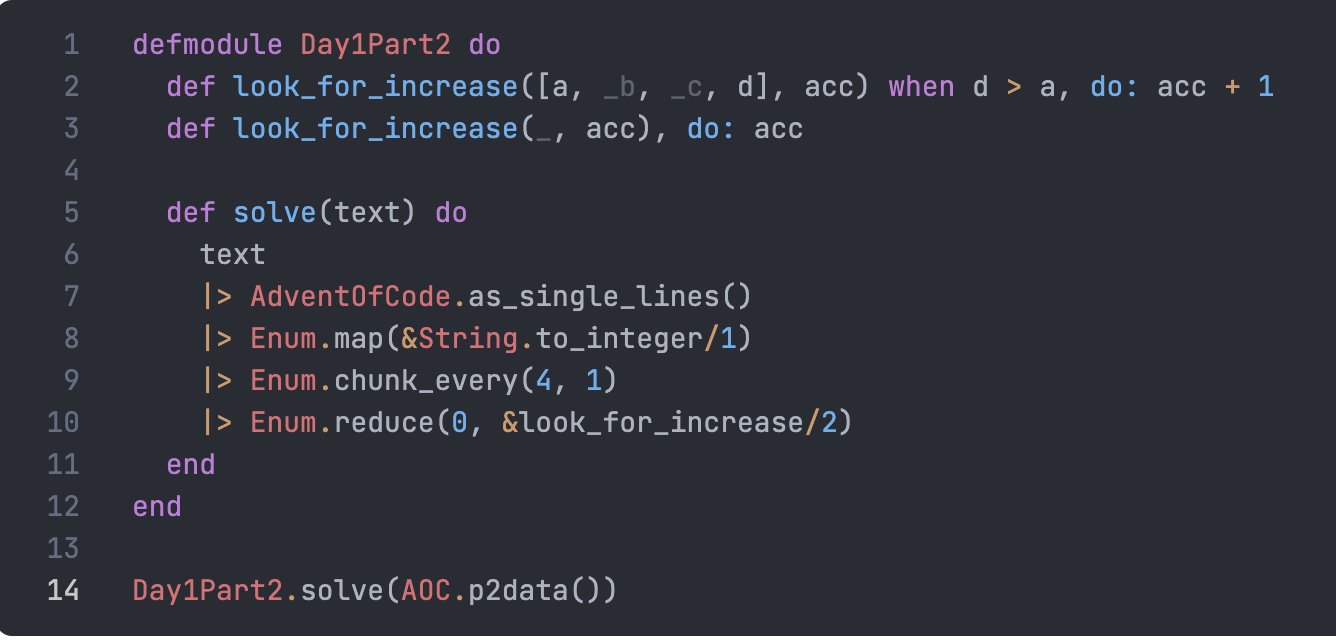 1 defmodule Day1Part2 do
2 def look_for_increase([a, _b, _c, d], acc) when d > a, do: acc + 1
3 def look_for_increase(_, acc), do: acc
4
5 def solve(text) do
6 text
7 |> AdventOfCode.as_single_lines()
8 |> Enum.map(&String.to_integer/1)
9 |> Enum.chunk_every(4, 1)
10 |> Enum.reduce(0, &look_for_increase/2)
11 end
12 end
13
14 Day1Part2.solve(AOC.p2data())